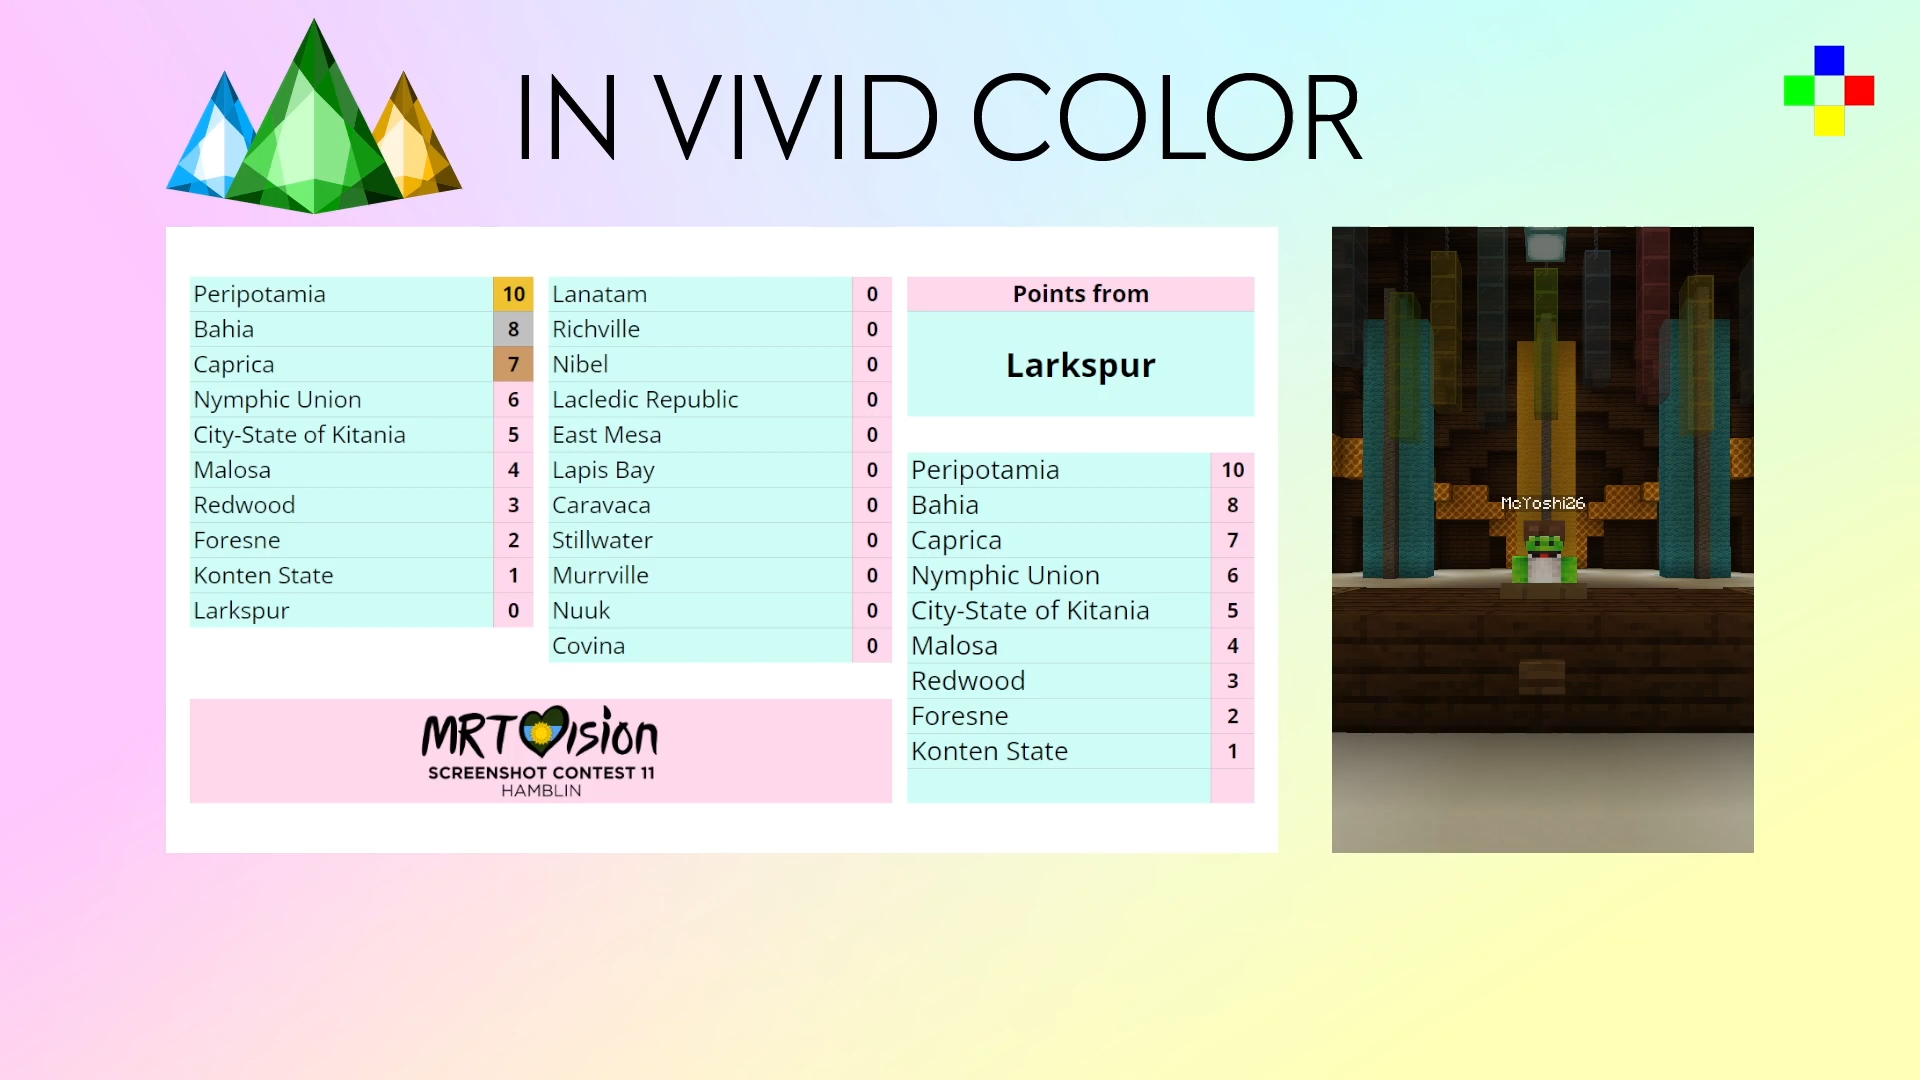 IN VIVID COLOR
Peripotamia 10
Bahia 8
Caprica 7
Nymphic Union 6
City-State of Kitania 5
Malosa 4
Redwood 3
Foresne 2
Konten State 1
Larkspur 0
Lanatam 0
Richville 0
Nibel 0
Lacledic Republic 0
East Mesa 0
Lapis Bay 0
Caravaca 0
Stillwater 0
Murrville 0
Nuuk 0
Covina 0
MRT ision
SCREENSHOT CONTEST 11
HAMBLIN
Points from
Larkspur
Peripotamia 10
Bahia 8
Caprica 7
Nymphic Union 6
City-State of Kitania 5
Malosa 4
Redwood 3
Foresne 2
Konten State 1
McYoshi26